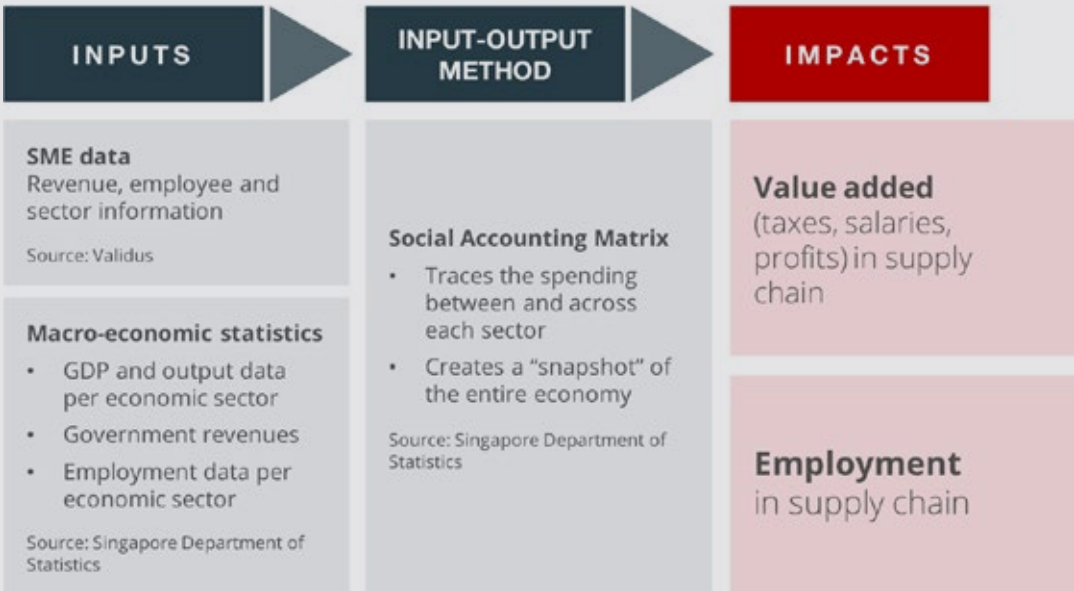 INPUTS
SME data
Revenue, employee and
sector information
Source: Validus
Macro-economic statistics
• GDP and output data
per economic sector
• Government revenues
• Employment data per
economic sector
Source: Singapore Department of
Statistics
INPUT-OUTPUT
METHOD
Social Accounting Matrix
• Traces the spending
between and across
each sector
• Creates a “snapshot” of
the entire economy
Source: Singapore Department of
Statistics
IMPACTS
Value added
(taxes, salaries,
profits) in supply
chain
Employment
in supply chain